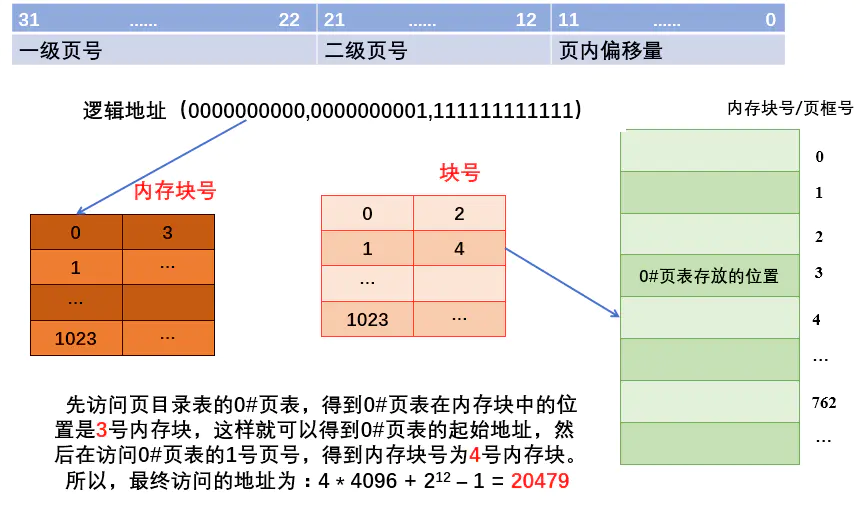 31 ...... 22 21 ...... 12 11 ...... 0
一级页号 二级页号 页内偏移量
逻辑地址（0000000000,0000000001,111111111111）
内存块号/页框号
内存块号
0 3
1 ...
...
1023 ...
块号
0 2
1 4
...
1023 ...
0
1
2
0#页表存放的位置 3
4
...
762
...
先访问页目录表的0#页表，得到0#页表在内存块中的位
置是3号内存块，这样就可以得到0#页表的起始地址，然
后在访问0#页表的1号页号，得到内存块号为4号内存块。
所以，最终访问的地址为：4 * 4096 + 2¹² – 1 = 20479